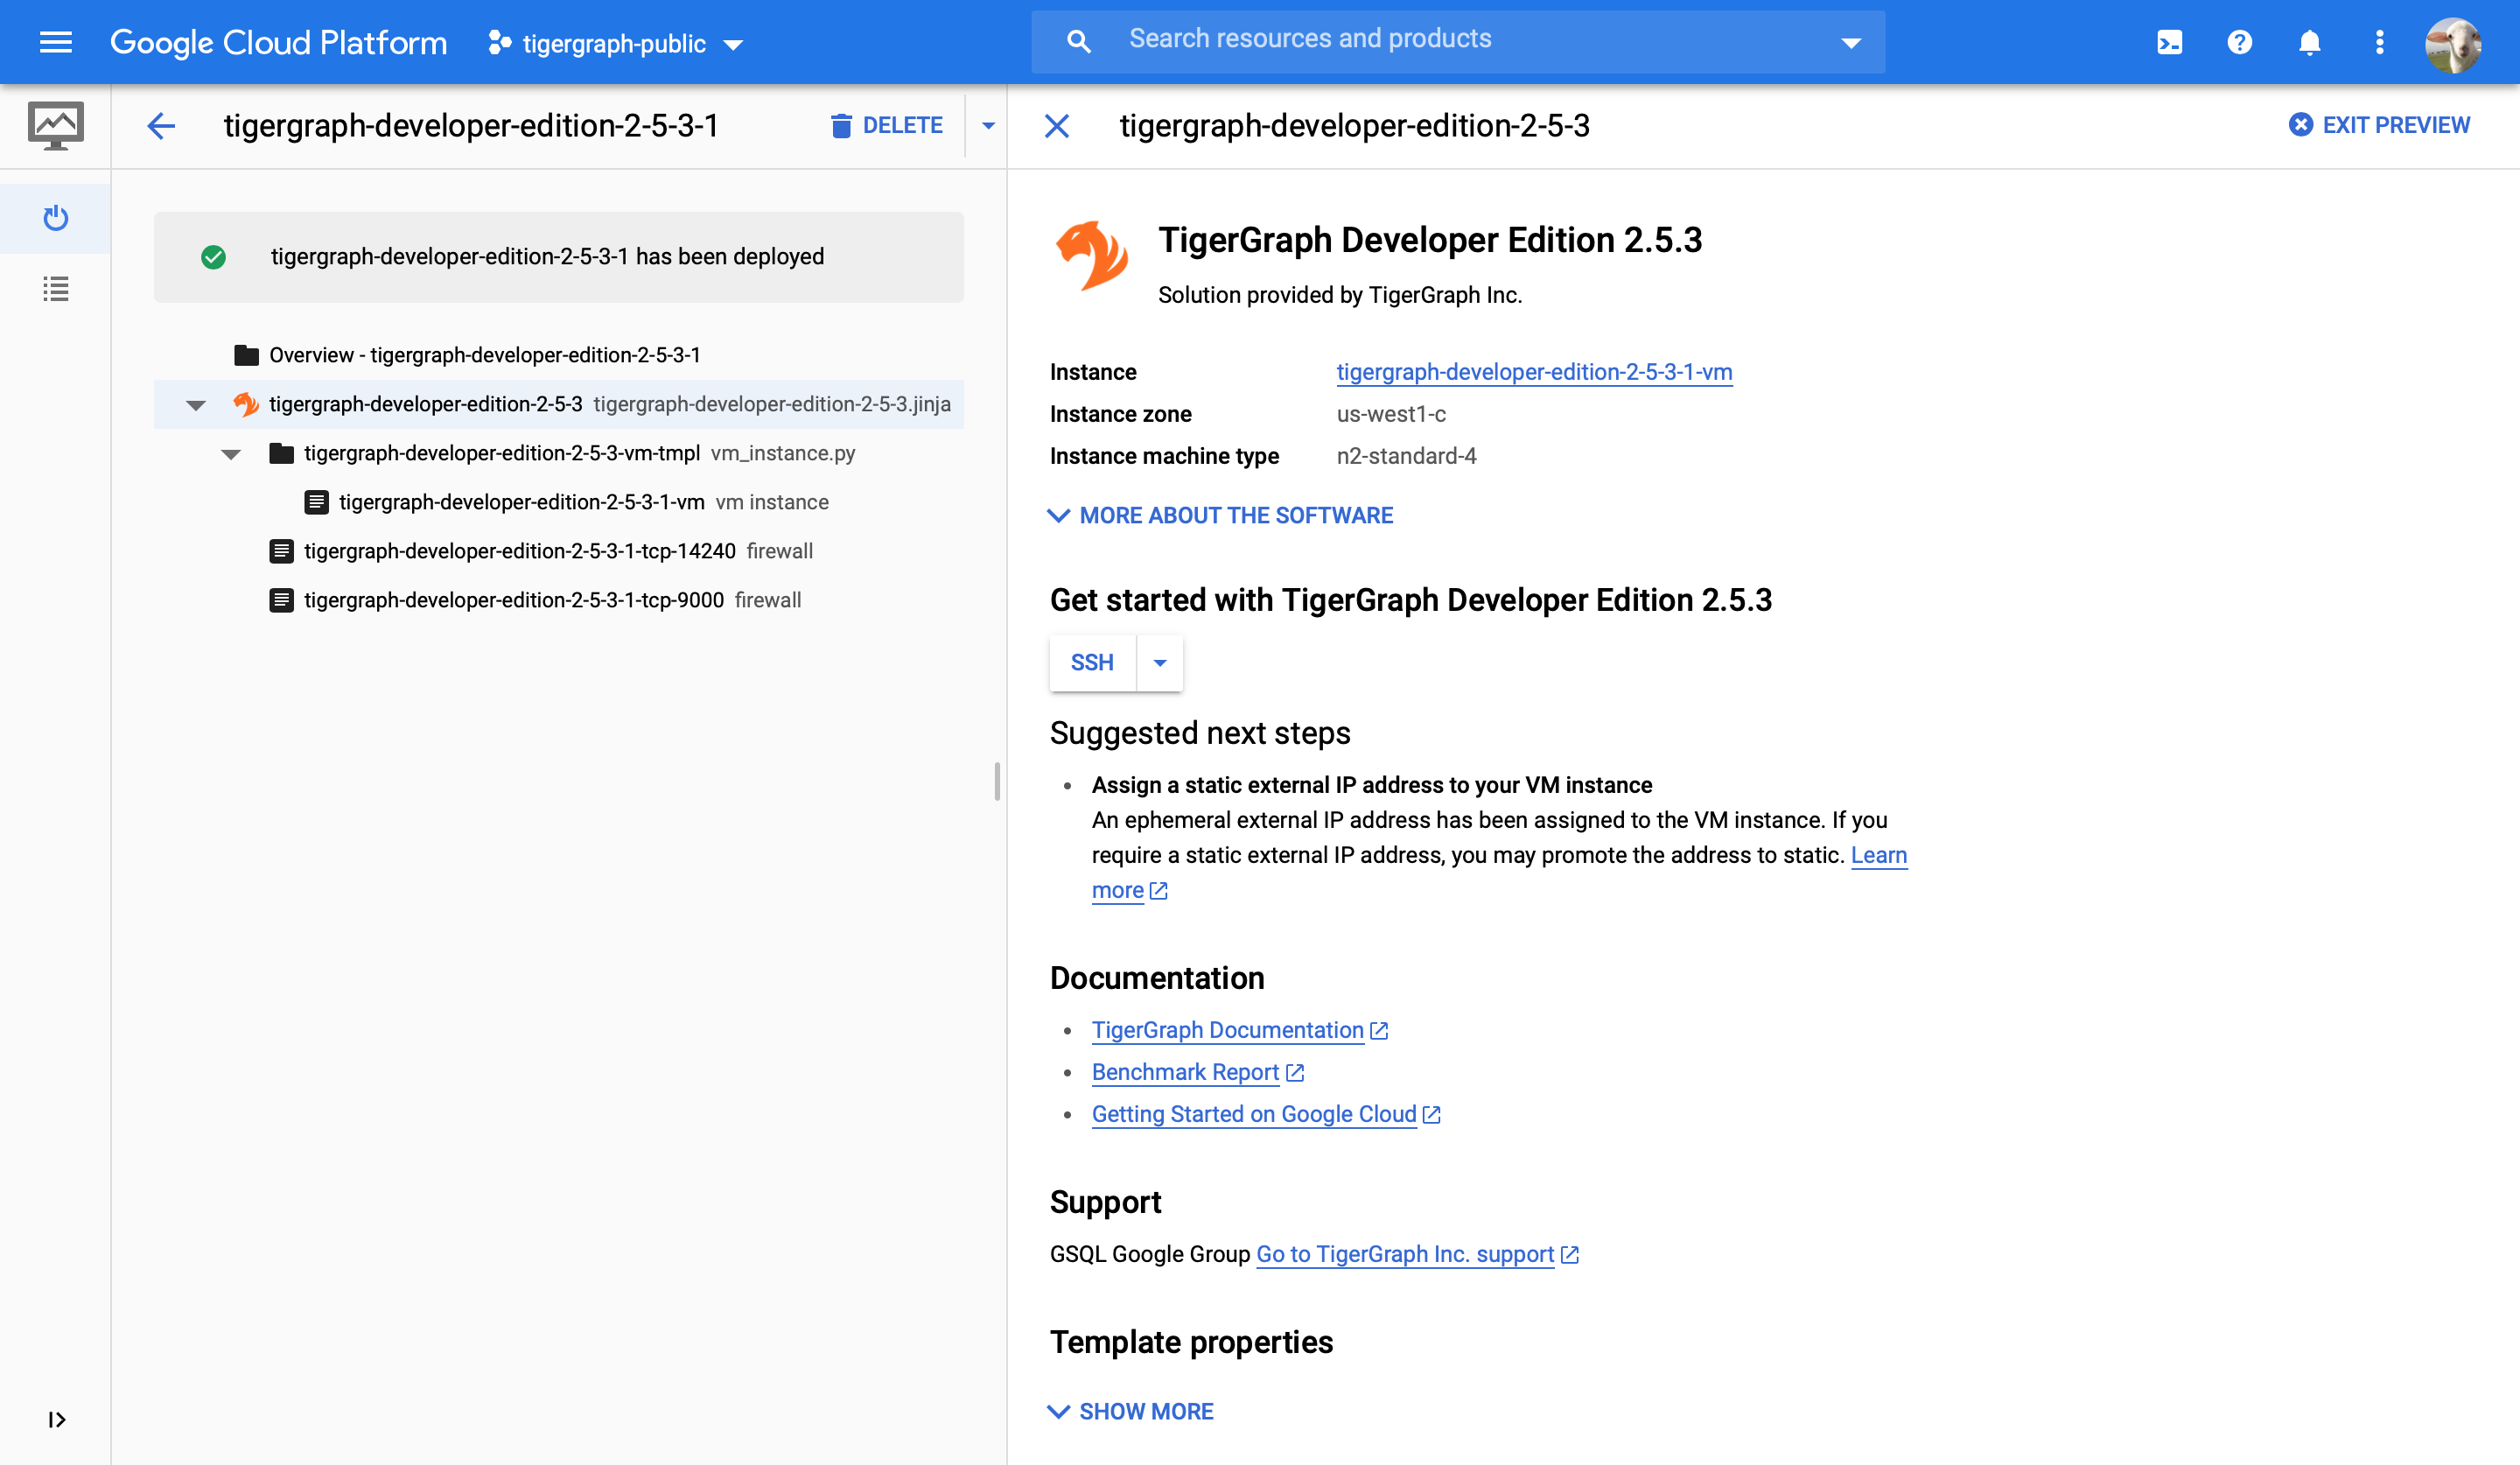 Google Cloud Platform
tigergraph-public
Search resources and products
tigergraph-developer-edition-2-5-3-1
DELETE
tigergraph-developer-edition-2-5-3-1 has been deployed
Overview - tigergraph-developer-edition-2-5-3-1
tigergraph-developer-edition-2-5-3 tigergraph-developer-edition-2-5-3.jinja
tigergraph-developer-edition-2-5-3-vm-tmpl vm_instance.py
tigergraph-developer-edition-2-5-3-1-vm vm instance
tigergraph-developer-edition-2-5-3-1-tcp-14240 firewall
tigergraph-developer-edition-2-5-3-1-tcp-9000 firewall
tigergraph-developer-edition-2-5-3
EXIT PREVIEW
TigerGraph Developer Edition 2.5.3
Solution provided by TigerGraph Inc.
Instance tigergraph-developer-edition-2-5-3-1-vm
Instance zone us-west1-c
Instance machine type n2-standard-4
MORE ABOUT THE SOFTWARE
Get started with TigerGraph Developer Edition 2.5.3
SSH
Suggested next steps
• Assign a static external IP address to your VM instance
An ephemeral external IP address has been assigned to the VM instance. If you
require a static external IP address, you may promote the address to static. Learn
more
Documentation
• TigerGraph Documentation
• Benchmark Report
• Getting Started on Google Cloud
Support
GSQL Google Group Go to TigerGraph Inc. support
Template properties
SHOW MORE